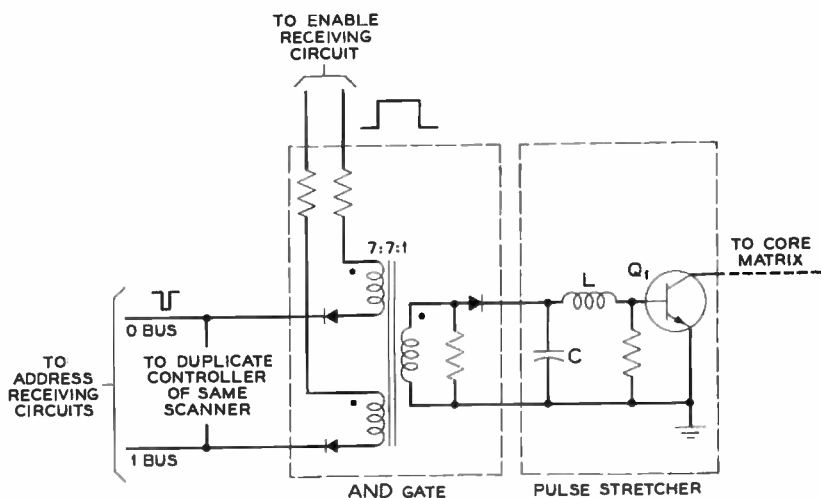 TO ENABLE
RECEIVING
CIRCUIT
7:7:1
0 BUS
TO
ADDRESS
RECEIVING
CIRCUITS
TO DUPLICATE
CONTROLLER
OF SAME
SCANNER
1 BUS
L
C
Q1
TO CORE
MATRIX
AND GATE
PULSE STRETCHER